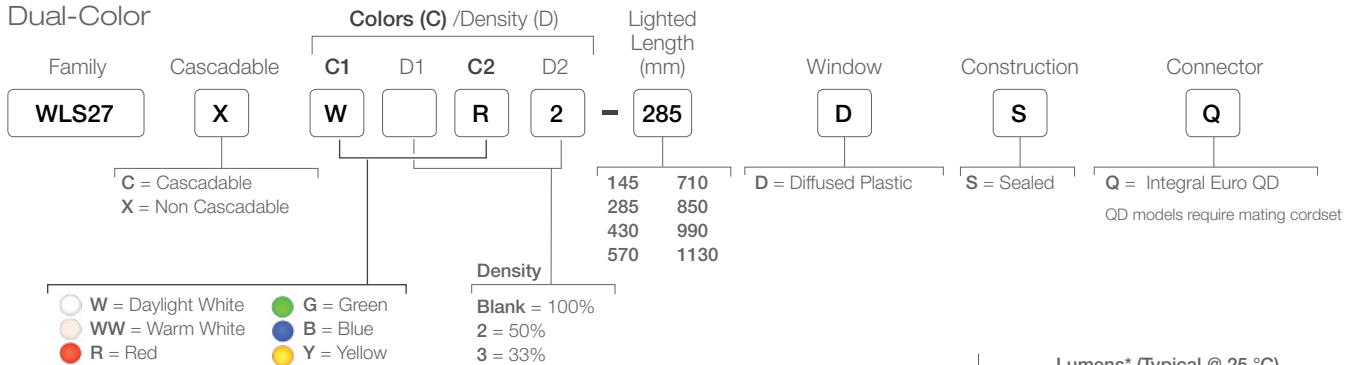 Dual-Color
Colors (C) /Density (D)
Lighted
Length
(mm)
Family
Cascadable
C1
D1
C2
D2
Window
Construction
Connector
WLS27
X
W
R
2
–
285
D
S
Q
C = Cascadable
X = Non Cascadable
145 710
285 850
430 990
570 1130
D = Diffused Plastic
S = Sealed
Q = Integral Euro QD
QD models require mating cordset
W = Daylight White
WW = Warm White
R = Red
G = Green
B = Blue
Y = Yellow
Density
Blank = 100%
2 = 50%
3 = 33%
Lumens* (Typical @ 25 °C)